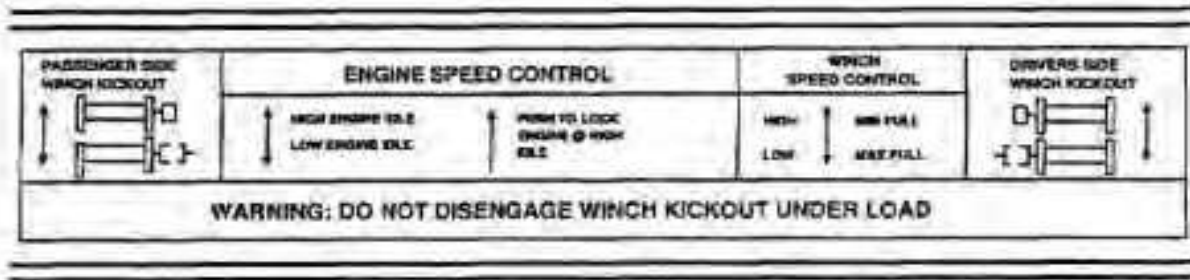 PASSENGER SIDE
WINCH KICKOUT
ENGINE SPEED CONTROL
HIGH ENGINE IDLE
LOW ENGINE IDLE
PUSH TO LOCK
ENGINE @ HIGH
IDLE
WINCH
SPEED CONTROL
HIGH
MIN PULL
LOW
MAX PULL
DRIVERS SIDE
WINCH KICKOUT
WARNING: DO NOT DISENGAGE WINCH KICKOUT UNDER LOAD